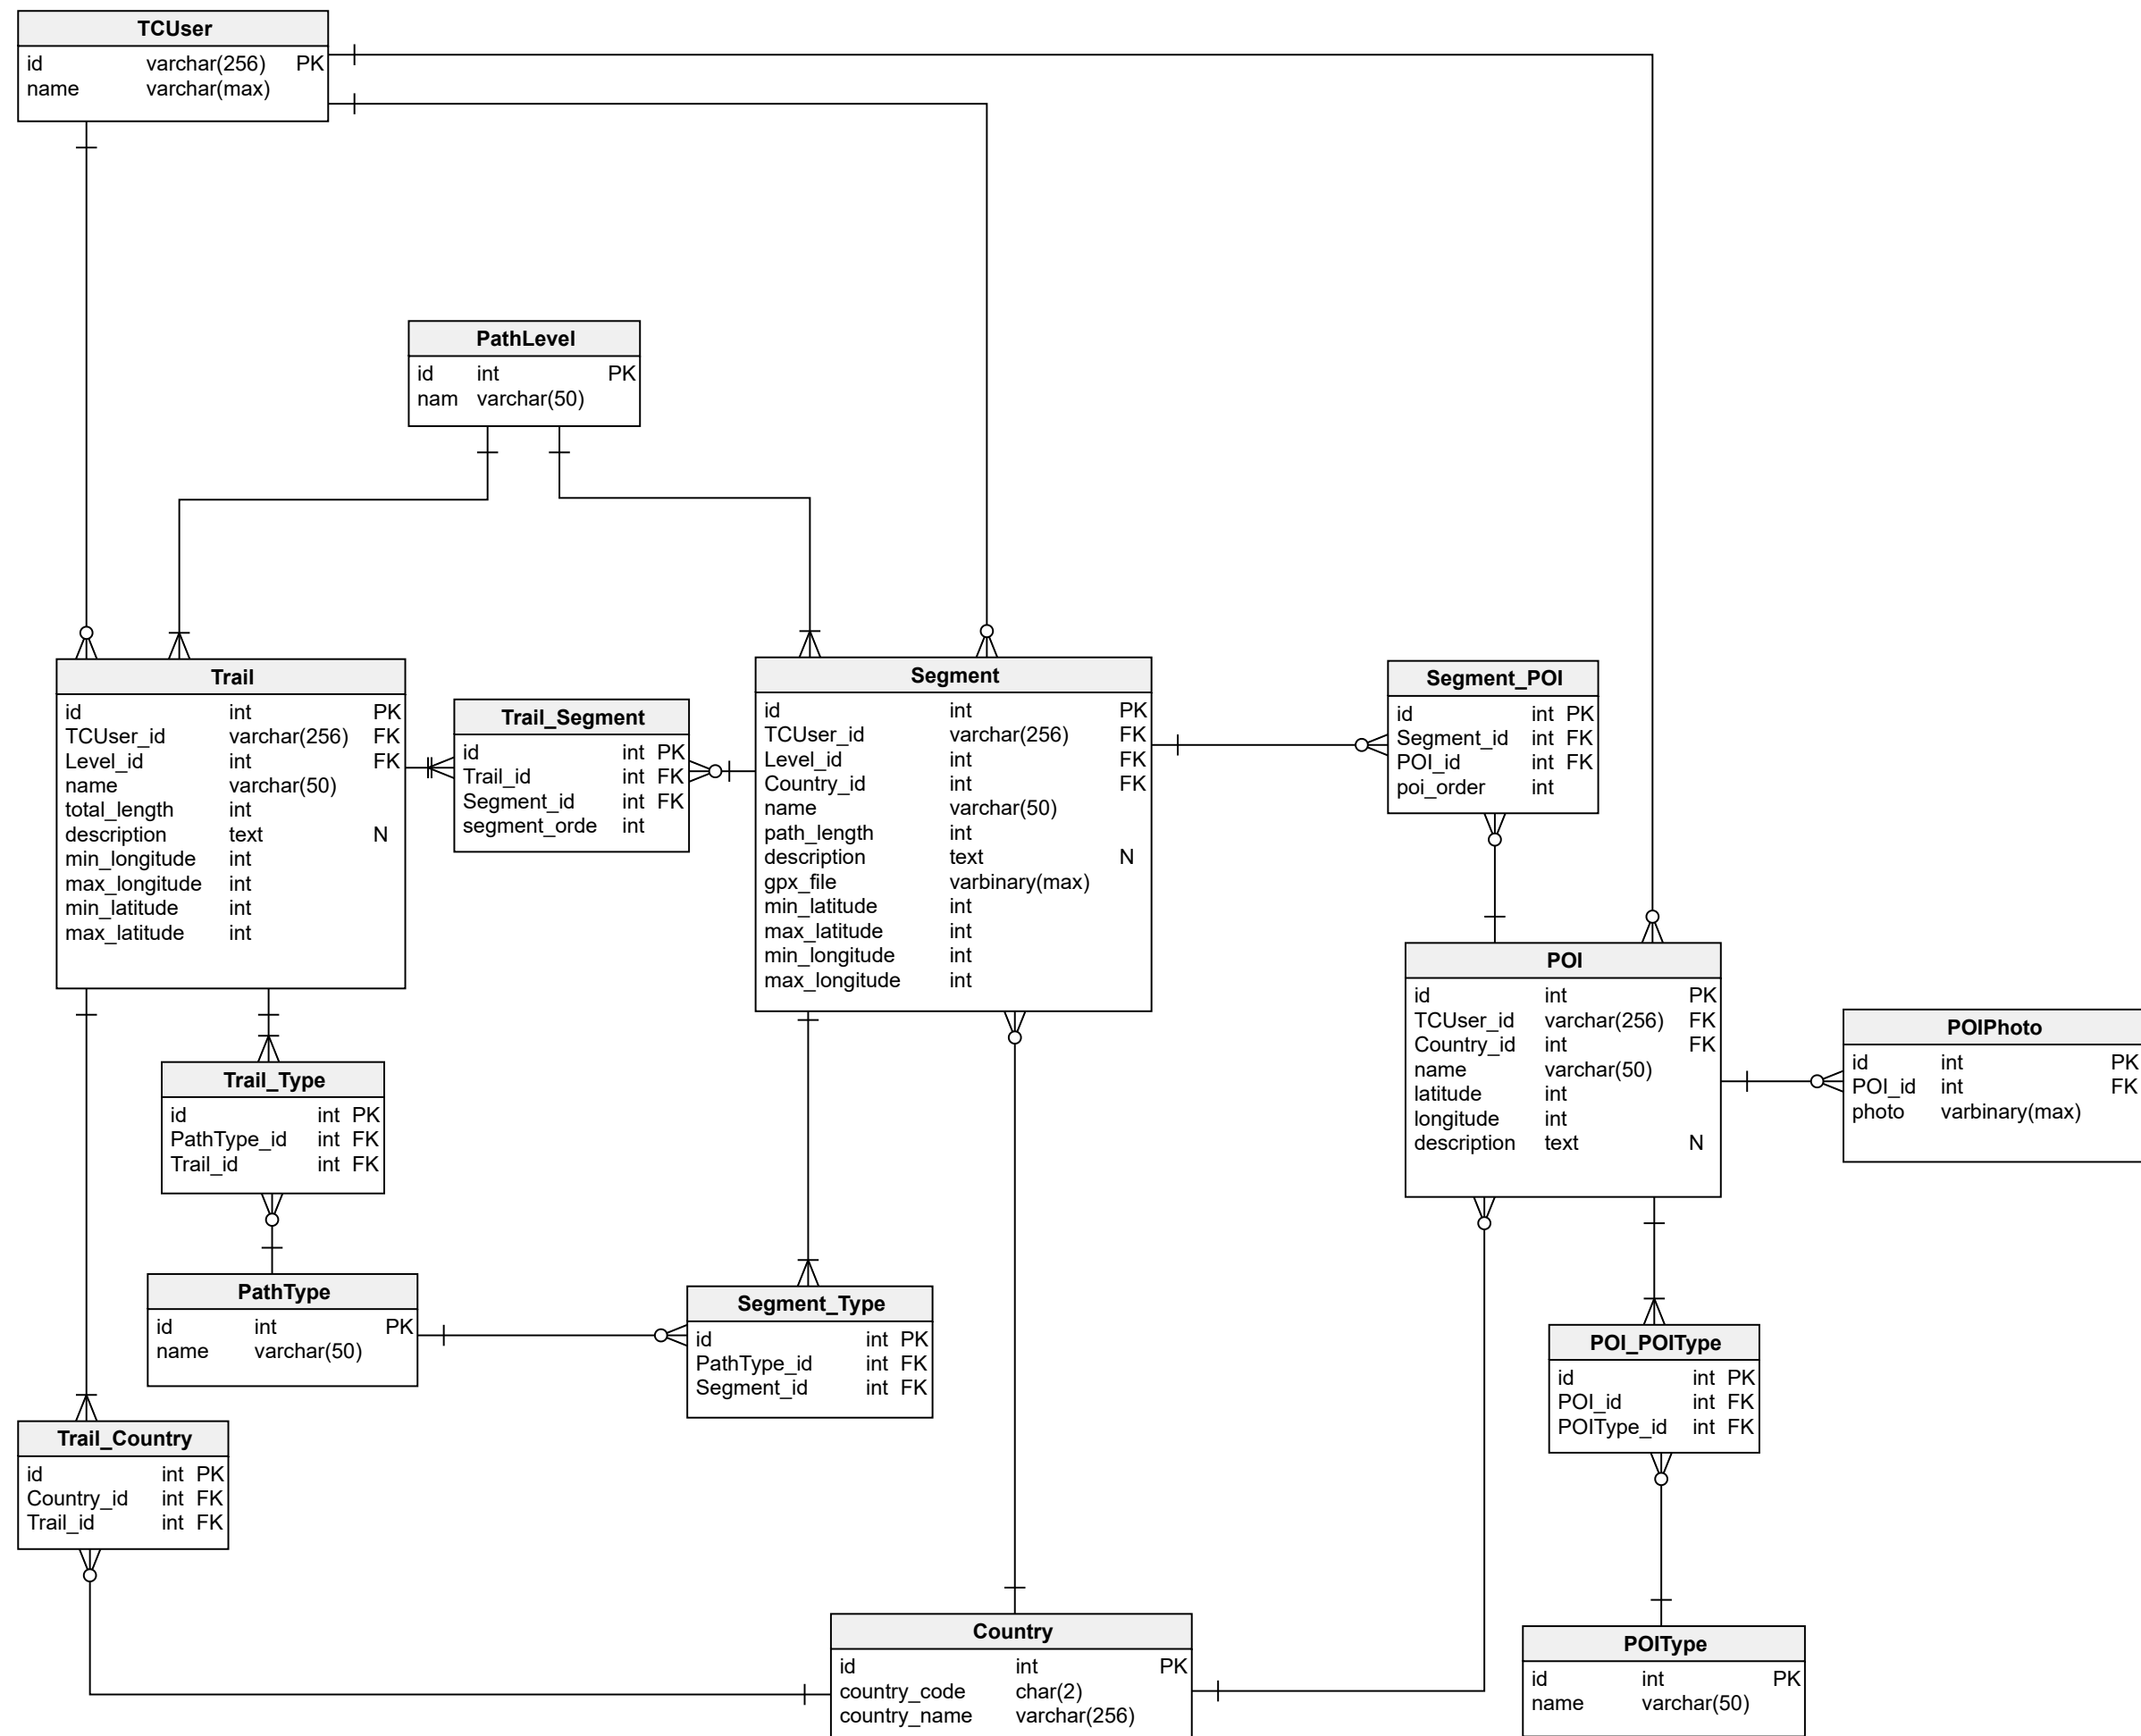 TCUser
id varchar(256) PK
name varchar(max)
PathLevel
id int PK
nam varchar(50)
Trail
id int PK
TCUser_id varchar(256) FK
Level_id int FK
name varchar(50)
total_length int
description text N
min_longitude int
max_longitude int
min_latitude int
max_latitude int
Trail_Segment
id int PK
Trail_id int FK
Segment_id int FK
segment_orde int
Segment
id int PK
TCUser_id varchar(256) FK
Level_id int FK
Country_id int FK
name varchar(50)
path_length int
description text N
gpx_file varbinary(max)
min_latitude int
max_latitude int
min_longitude int
max_longitude int
Segment_POI
id int PK
Segment_id int FK
POI_id int FK
poi_order int
POI
id int PK
TCUser_id varchar(256) FK
Country_id int FK
name varchar(50)
latitude int
longitude int
description text N
POIPhoto
id int PK
POI_id int FK
photo varbinary(max)
Trail_Type
id int PK
PathType_id int FK
Trail_id int FK
PathType
id int PK
name varchar(50)
Segment_Type
id int PK
PathType_id int FK
Segment_id int FK
POI_POIType
id int PK
POI_id int FK
POIType_id int FK
Trail_Country
id int PK
Country_id int FK
Trail_id int FK
Country
id int PK
country_code char(2)
country_name varchar(256)
POIType
id int PK
name varchar(50)